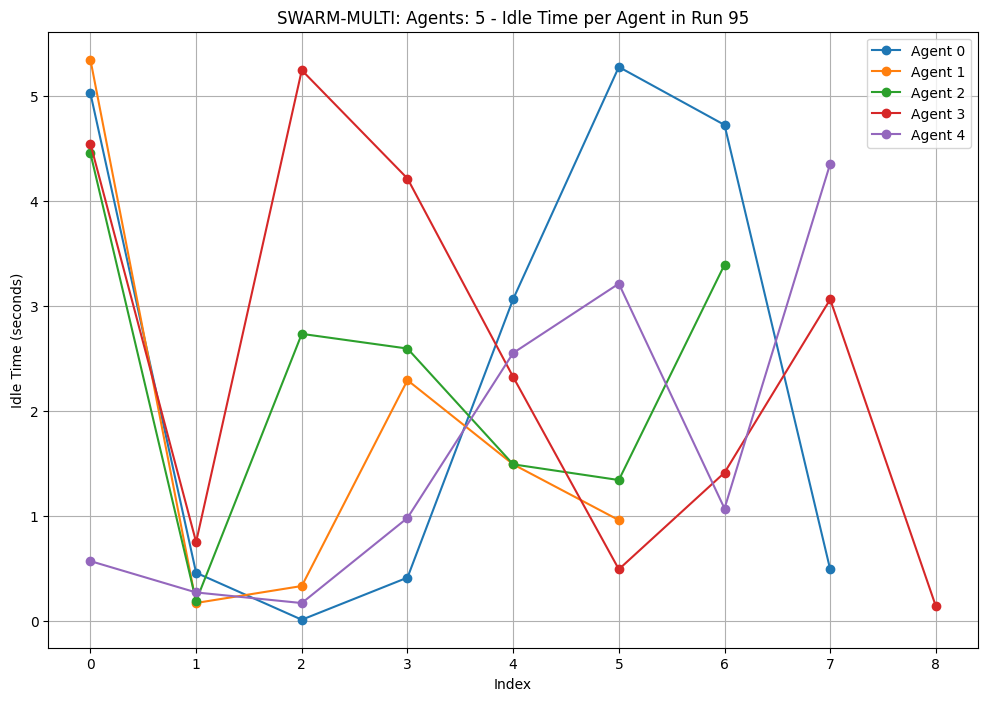 SWARM-MULTI: Agents: 5 - Idle Time per Agent in Run 95
Agent 0
Agent 1
Agent 2
Agent 3
Agent 4
Idle Time (seconds)
5
4
3
2
1
0
0 1 2 3 4 5 6 7 8
Index